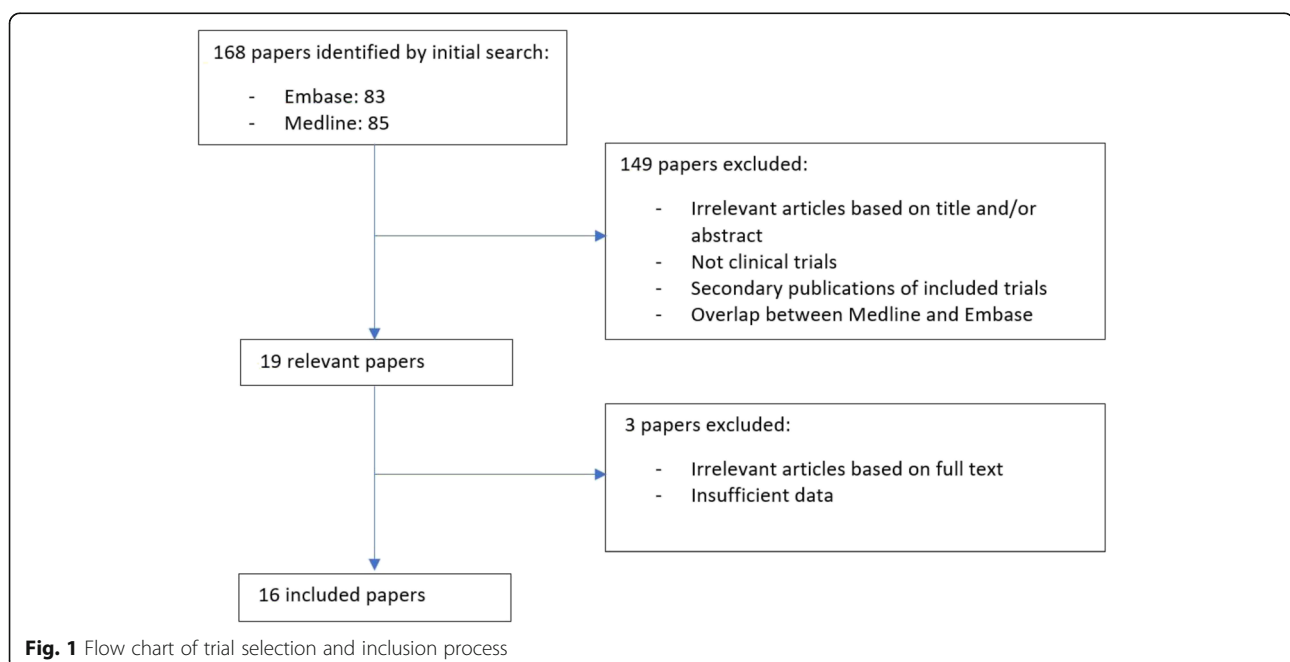 168 papers identified by initial search:
- Embase: 83
- Medline: 85
149 papers excluded:
- Irrelevant articles based on title and/or
abstract
- Not clinical trials
- Secondary publications of included trials
- Overlap between Medline and Embase
19 relevant papers
3 papers excluded:
- Irrelevant articles based on full text
- Insufficient data
16 included papers
Fig. 1 Flow chart of trial selection and inclusion process